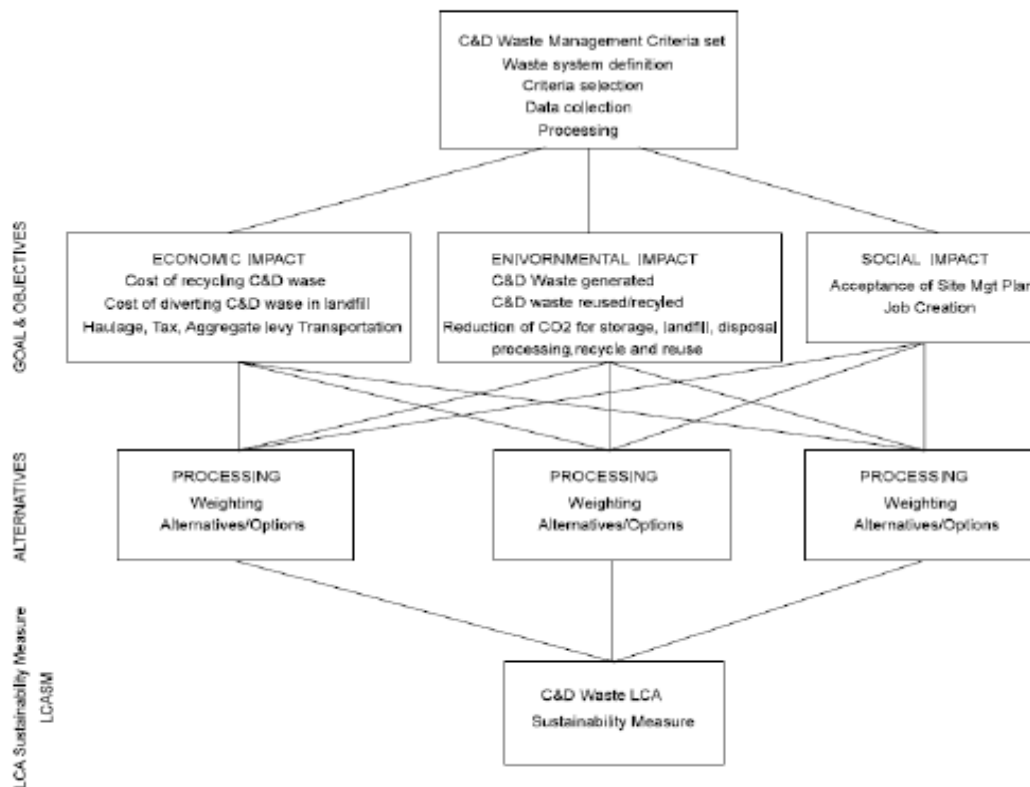 C&D Waste Management Criteria set
Waste system definition
Criteria selection
Data collection
Processing
GOAL & OBJECTIVES
ECONOMIC IMPACT
Cost of recycling C&D wase
Cost of diverting C&D wase in landfill
Haulage, Tax, Aggregate levy Transportation
ENIVORNMENTAL IMPACT
C&D Waste generated
C&D waste reused/recyled
Reduction of CO2 for storage, landfill, disposal
processing,recycle and reuse
SOCIAL IMPACT
Acceptance of Site Mgt Plan
Job Creation
ALTERNATIVES
PROCESSING
Weighting
Alternatives/Options
PROCESSING
Weighting
Alternatives/Options
PROCESSING
Weighting
Alternatives/Options
LCA Sustainability Measure
LCASM
C&D Waste LCA
Sustainability Measure